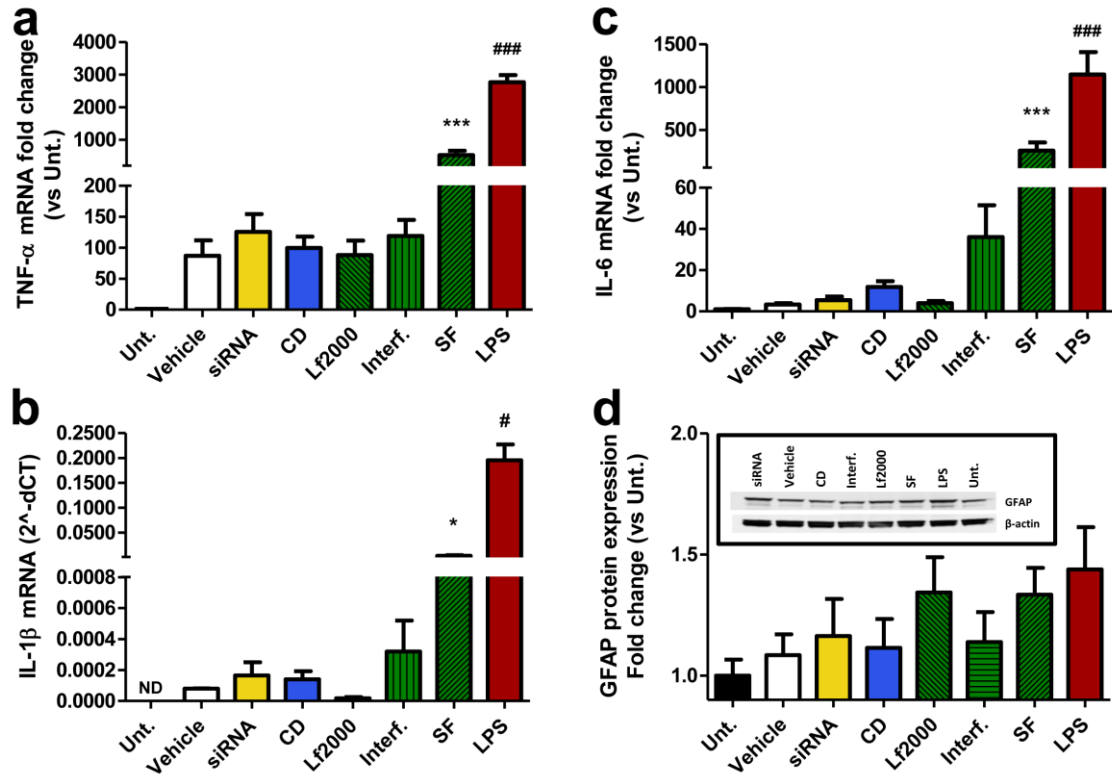 a
TNF-α mRNA fold change
(vs Unt.)
4000
3000
2000
1000
200
150
100
50
0
***
###
Unt.
Vehicle
siRNA
CD
Lf2000
Interf.
SF
LPS
c
IL-6 mRNA fold change
(vs Unt.)
1500
1000
500
60
40
20
0
***
###
Unt.
Vehicle
siRNA
CD
Lf2000
Interf.
SF
LPS
b
IL-1β mRNA (2^-dCT)
0.2500
0.2000
0.1500
0.1000
0.0500
0.0008
0.0006
0.0004
0.0002
0.0000
ND
*
#
Unt.
Vehicle
siRNA
CD
Lf2000
Interf.
SF
LPS
d
GFAP protein expression
Fold change (vs Unt.)
2.0
1.5
1.0
siRNA
Vehicle
CD
Interf.
Lf2000
SF
LPS
Unt.
GFAP
β-actin
Unt.
Vehicle
siRNA
CD
Lf2000
Interf.
SF
LPS